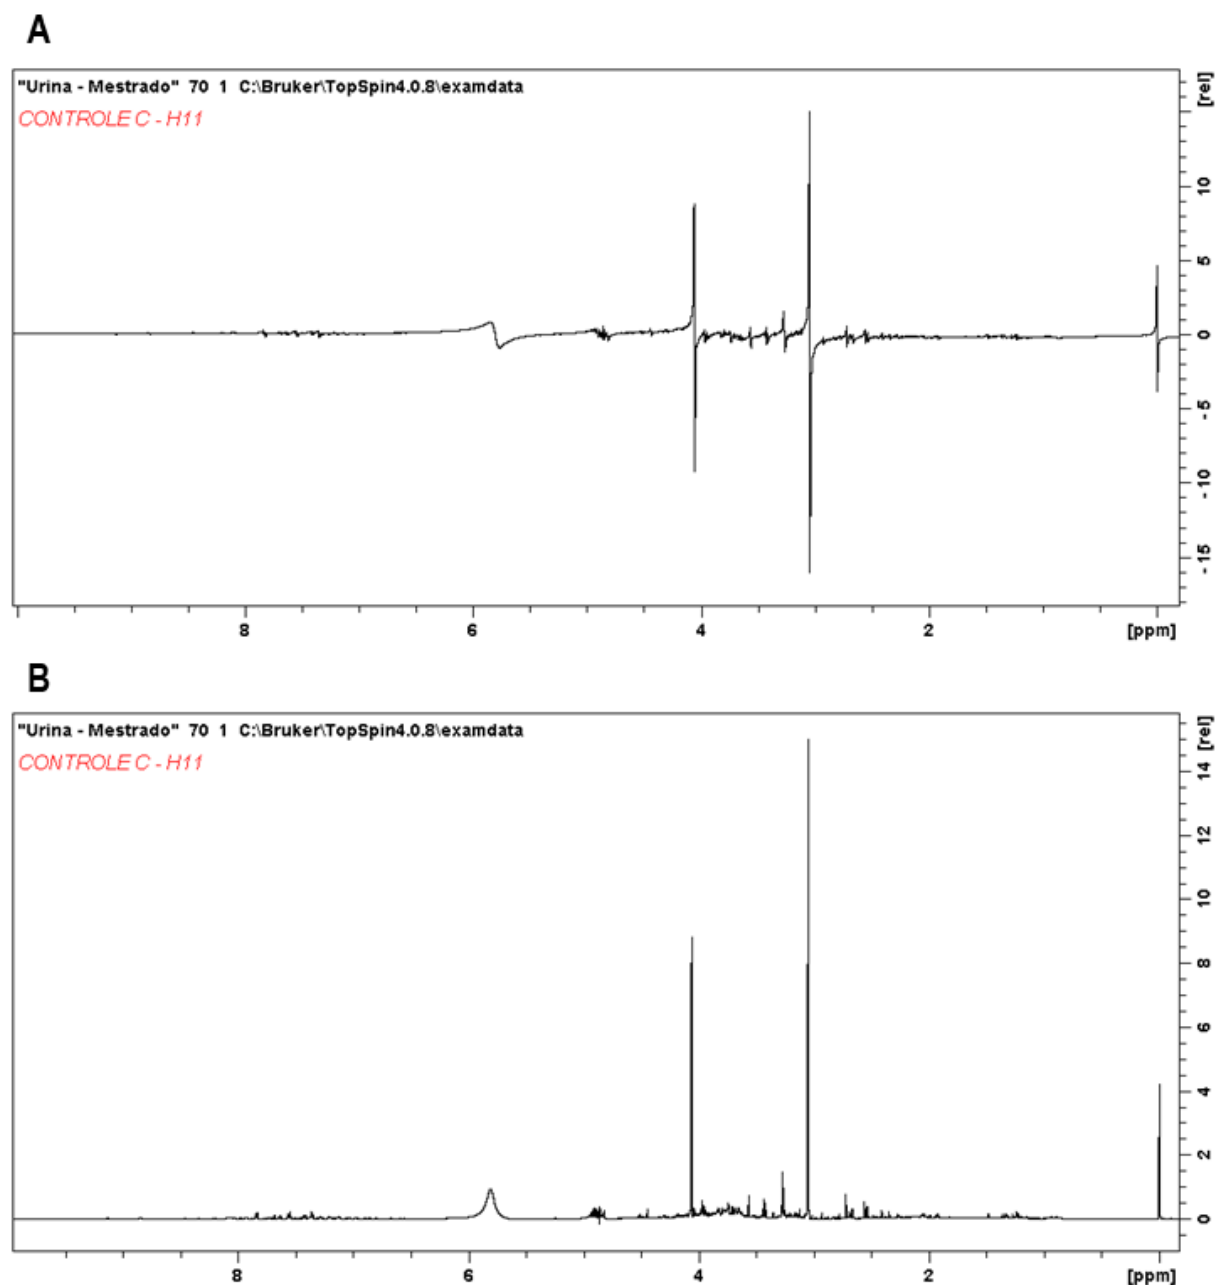 A
"Urina - Mestrado" 70 1 C:\Bruker\TopSpin4.0.8\examdata
CONTROLE C - H11
[rel]
10
5
0
-5
-10
-15
8
6
4
2
[ppm]
B
"Urina - Mestrado" 70 1 C:\Bruker\TopSpin4.0.8\examdata
CONTROLE C - H11
[rel]
14
12
10
8
6
4
2
0
8
6
4
2
[ppm]